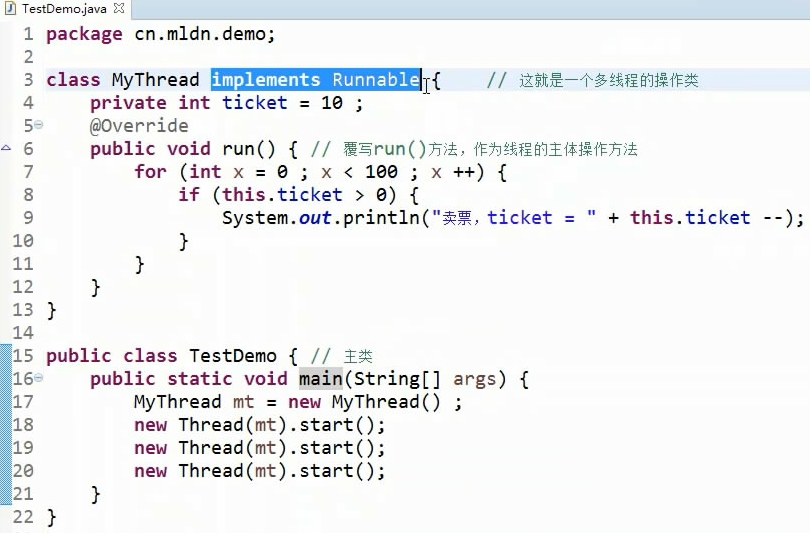 TestDemo.java
1 package cn.mldn.demo;
2
3 class MyThread implements Runnable { // 这就是一个多线程的操作类
4 private int ticket = 10 ;
5 @Override
6 public void run() { // 覆写run()方法，作为线程的主体操作方法
7 for (int x = 0 ; x < 100 ; x ++) {
8 if (this.ticket > 0) {
9 System.out.println("卖票，ticket = " + this.ticket --);
10 }
11 }
12 }
13 }
14
15 public class TestDemo { // 主类
16 public static void main(String[] args) {
17 MyThread mt = new MyThread() ;
18 new Thread(mt).start();
19 new Thread(mt).start();
20 new Thread(mt).start();
21 }
22 }